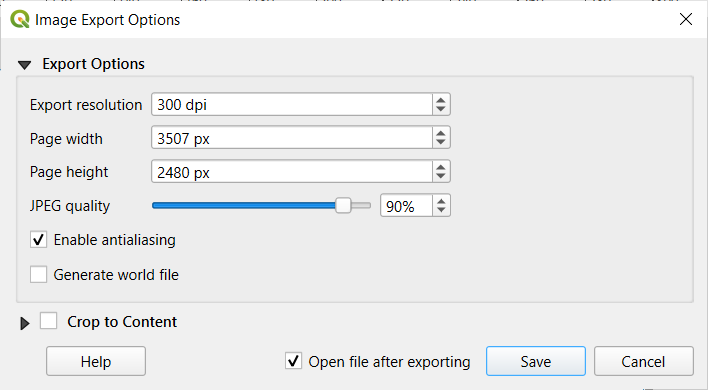 Image Export Options
Export Options
Export resolution 300 dpi
Page width 3507 px
Page height 2480 px
JPEG quality 90%
Enable antialiasing
Generate world file
Crop to Content
Help Open file after exporting Save Cancel